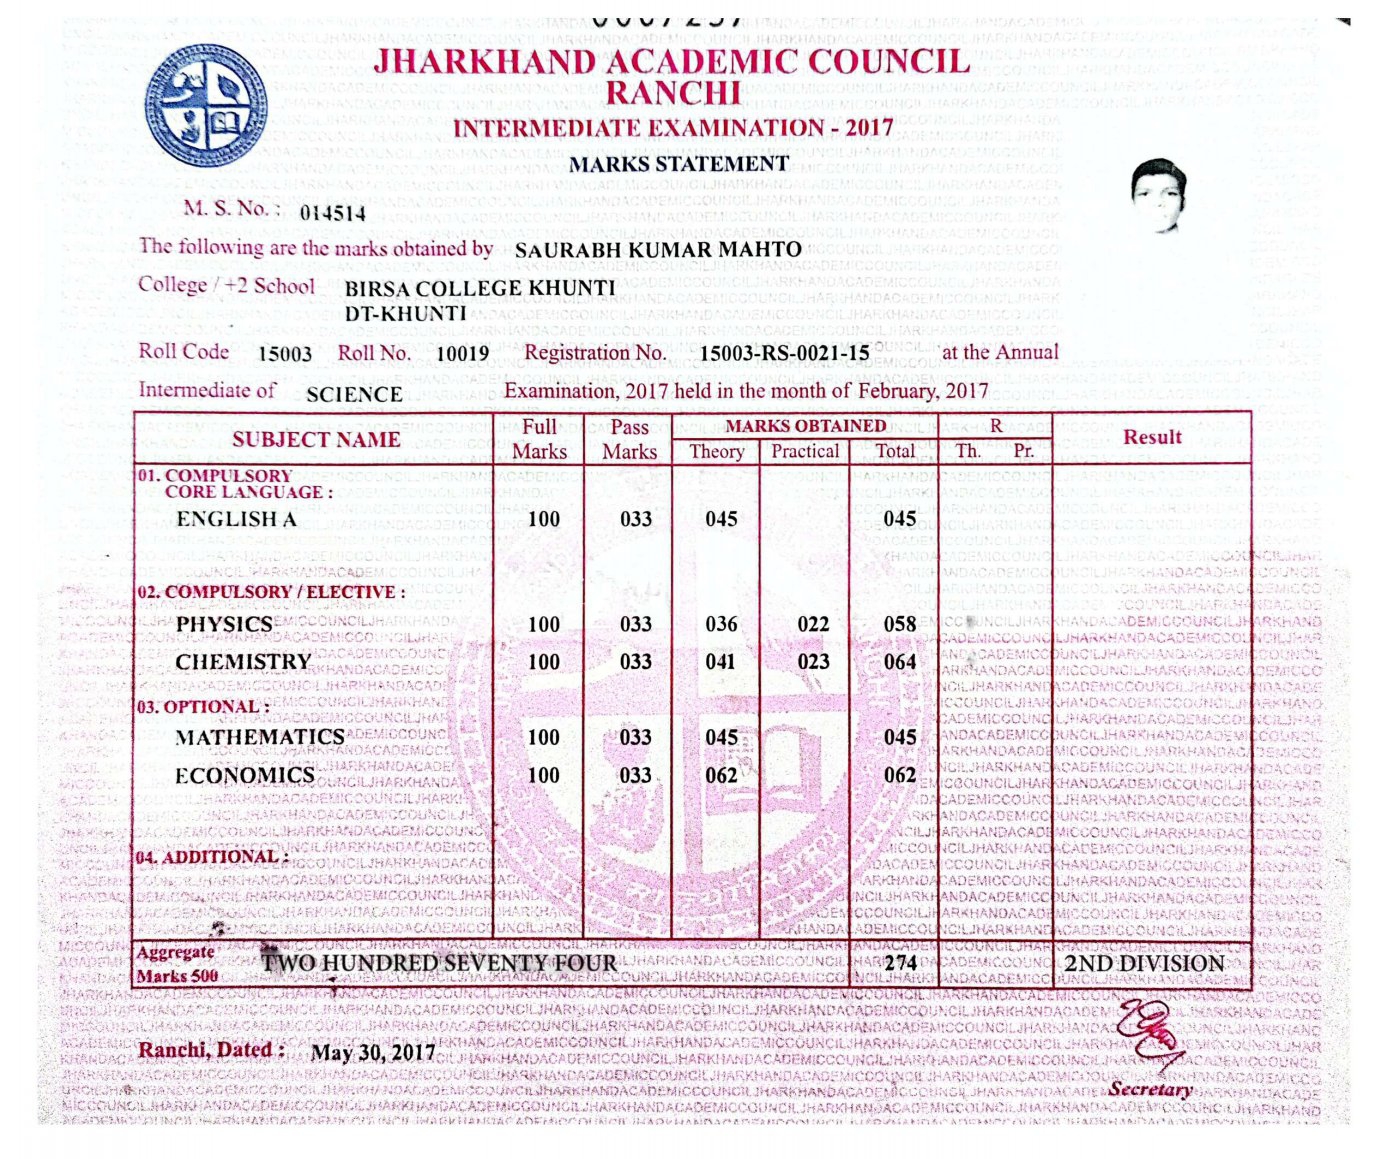 JHARKHAND ACADEMIC COUNCIL
RANCHI
INTERMEDIATE EXAMINATION - 2017
MARKS STATEMENT
M. S. No. : 014514
The following are the marks obtained by SAURABH KUMAR MAHTO
College / +2 School BIRSA COLLEGE KHUNTI
DT-KHUNTI
Roll Code 15003 Roll No. 10019 Registration No. 15003-RS-0021-15 at the Annual
Intermediate of SCIENCE Examination, 2017 held in the month of February, 2017
SUBJECT NAME Full Marks Pass Marks MARKS OBTAINED R Result
Theory Practical Total Th. Pr.
01. COMPULSORY
CORE LANGUAGE :
ENGLISH A 100 033 045 045
02. COMPULSORY / ELECTIVE :
PHYSICS 100 033 036 022 058
CHEMISTRY 100 033 041 023 064
03. OPTIONAL :
MATHEMATICS 100 033 045 045
ECONOMICS 100 033 062 062
04. ADDITIONAL :
Aggregate
Marks 500 TWO HUNDRED SEVENTY FOUR 274 2ND DIVISION
Ranchi, Dated : May 30, 2017
Secretary